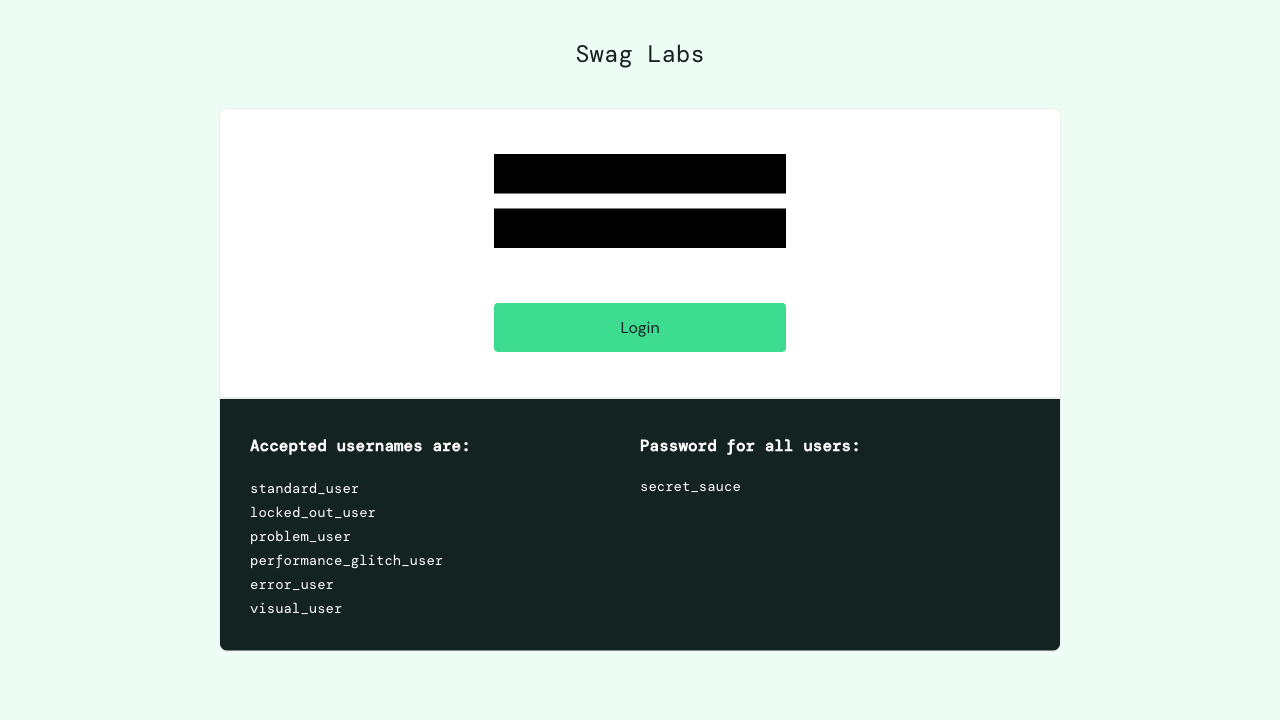 Swag Labs
Login
Accepted usernames are:
standard_user
locked_out_user
problem_user
performance_glitch_user
error_user
visual_user
Password for all users:
secret_sauce